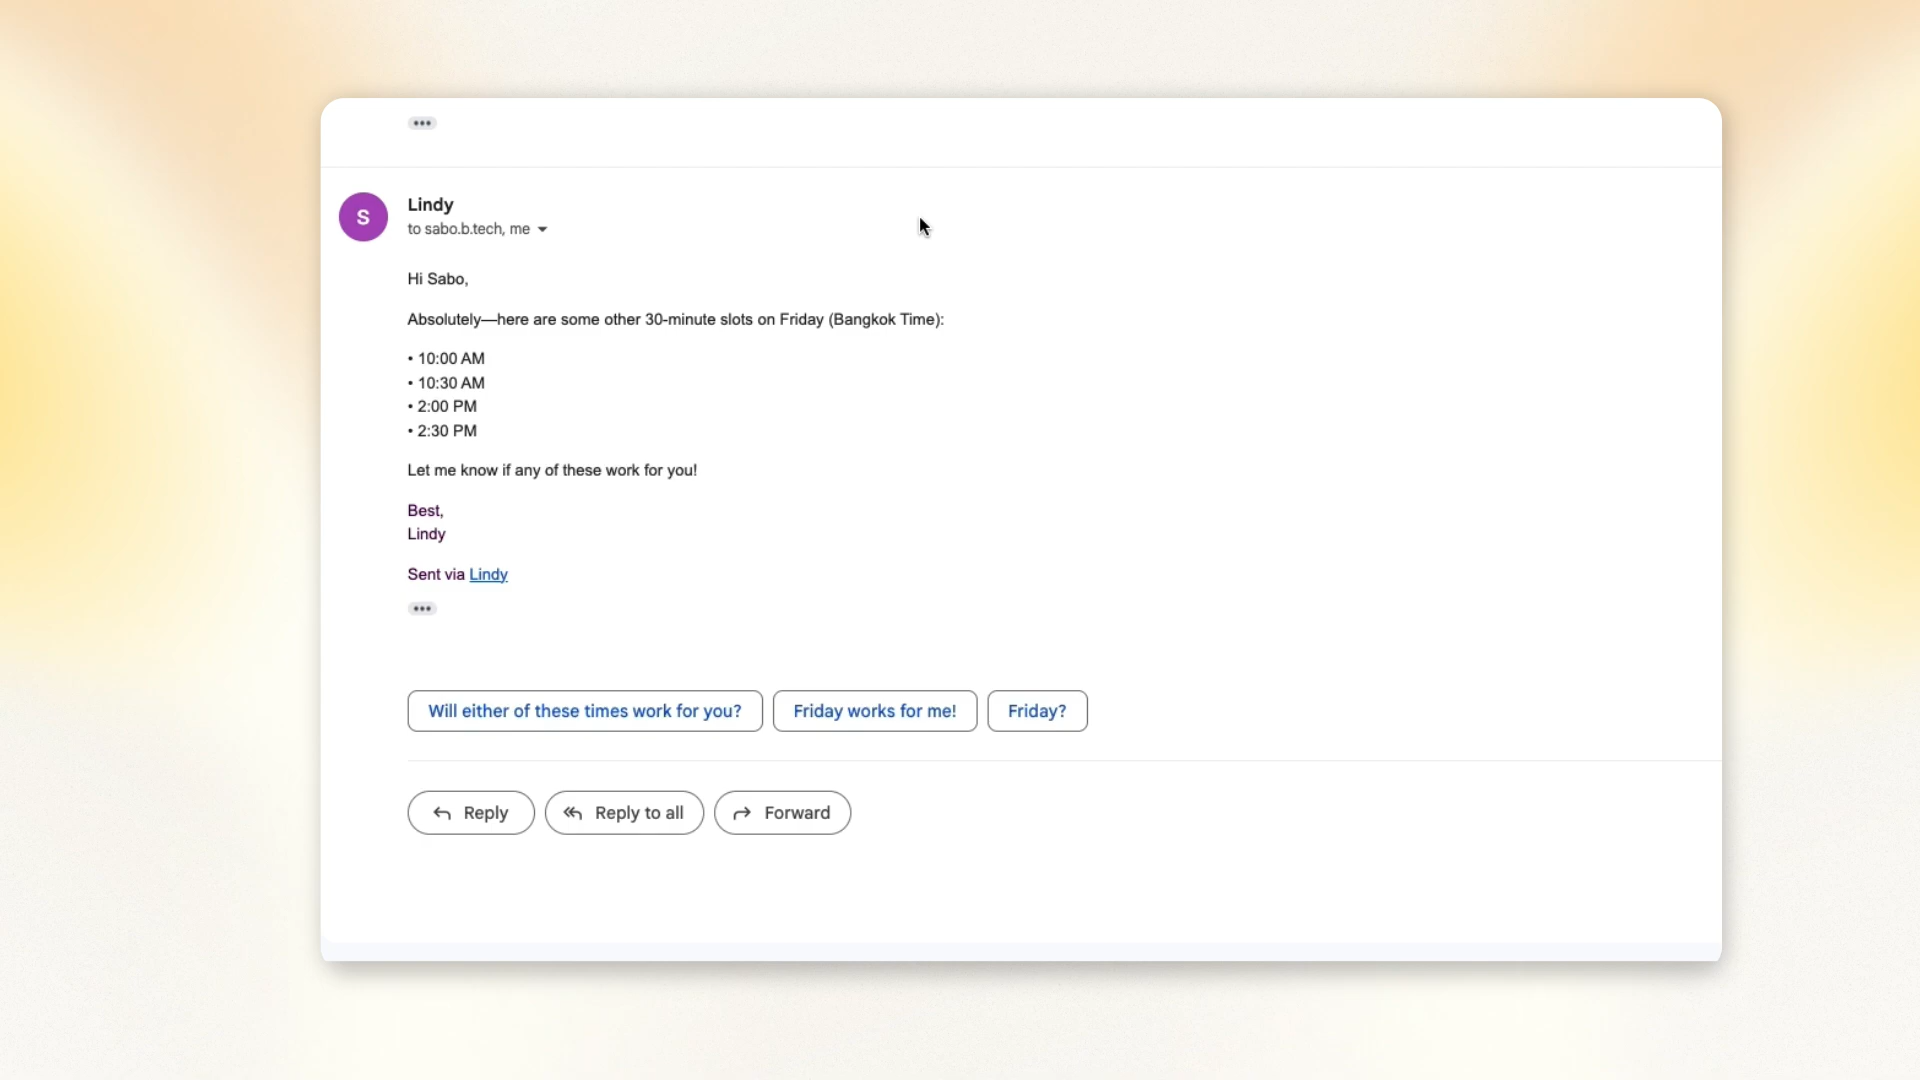 •••
S
Lindy
to sabo.b.tech, me
Hi Sabo,
Absolutely—here are some other 30-minute slots on Friday (Bangkok Time):
• 10:00 AM
• 10:30 AM
• 2:00 PM
• 2:30 PM
Let me know if any of these work for you!
Best,
Lindy
Sent via Lindy
•••
Will either of these times work for you? Friday works for me! Friday?
Reply Reply to all Forward